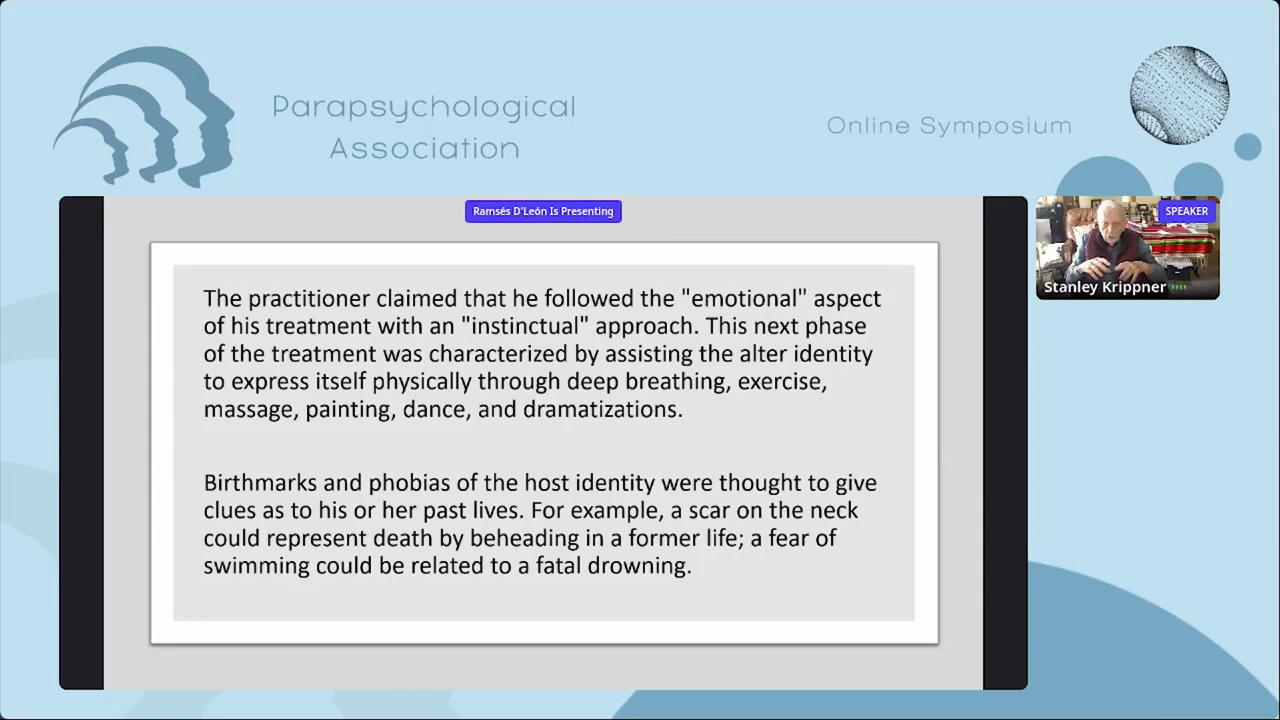 Parapsychological
Association
Online Symposium
Ramsés D'León Is Presenting
SPEAKER
Stanley Krippner
The practitioner claimed that he followed the "emotional" aspect
of his treatment with an "instinctual" approach. This next phase
of the treatment was characterized by assisting the alter identity
to express itself physically through deep breathing, exercise,
massage, painting, dance, and dramatizations.
Birthmarks and phobias of the host identity were thought to give
clues as to his or her past lives. For example, a scar on the neck
could represent death by beheading in a former life; a fear of
swimming could be related to a fatal drowning.